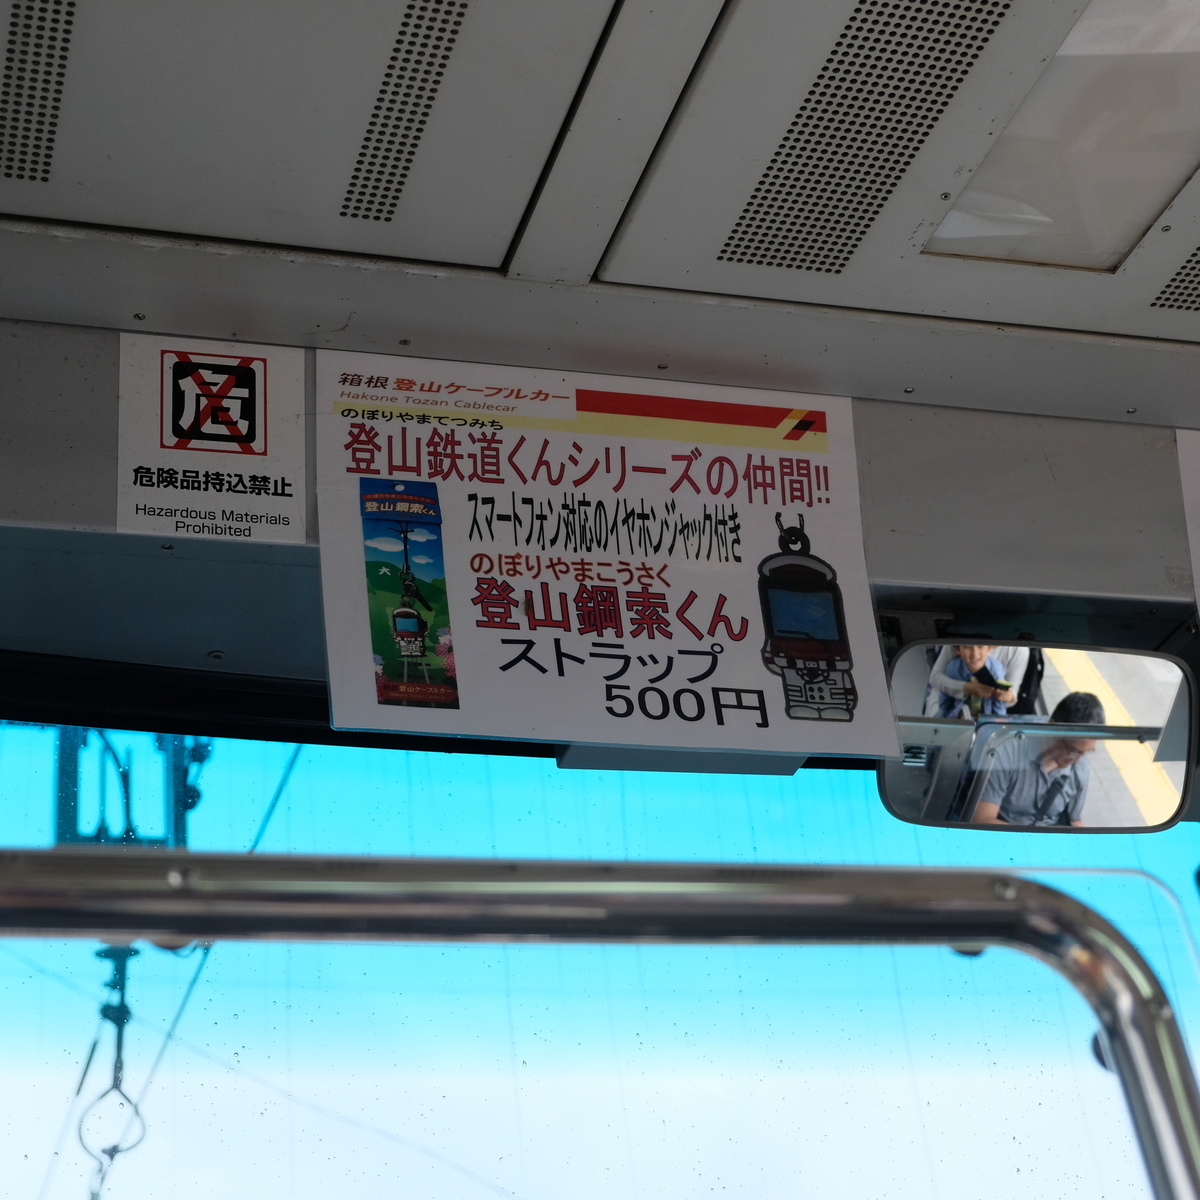 危
危険品持込禁止
Hazardous Materials
Prohibited
箱根 登山ケーブルカー
Hakone Tozan Cablecar
のぼりやまてつみち
登山鉄道くんシリーズの仲間!!
スマートフォン対応のイヤホンジャック付き
のぼりやまこうさく
登山鋼索くん
ストラップ
500円
登山鋼索くん
登山ケーブルカー